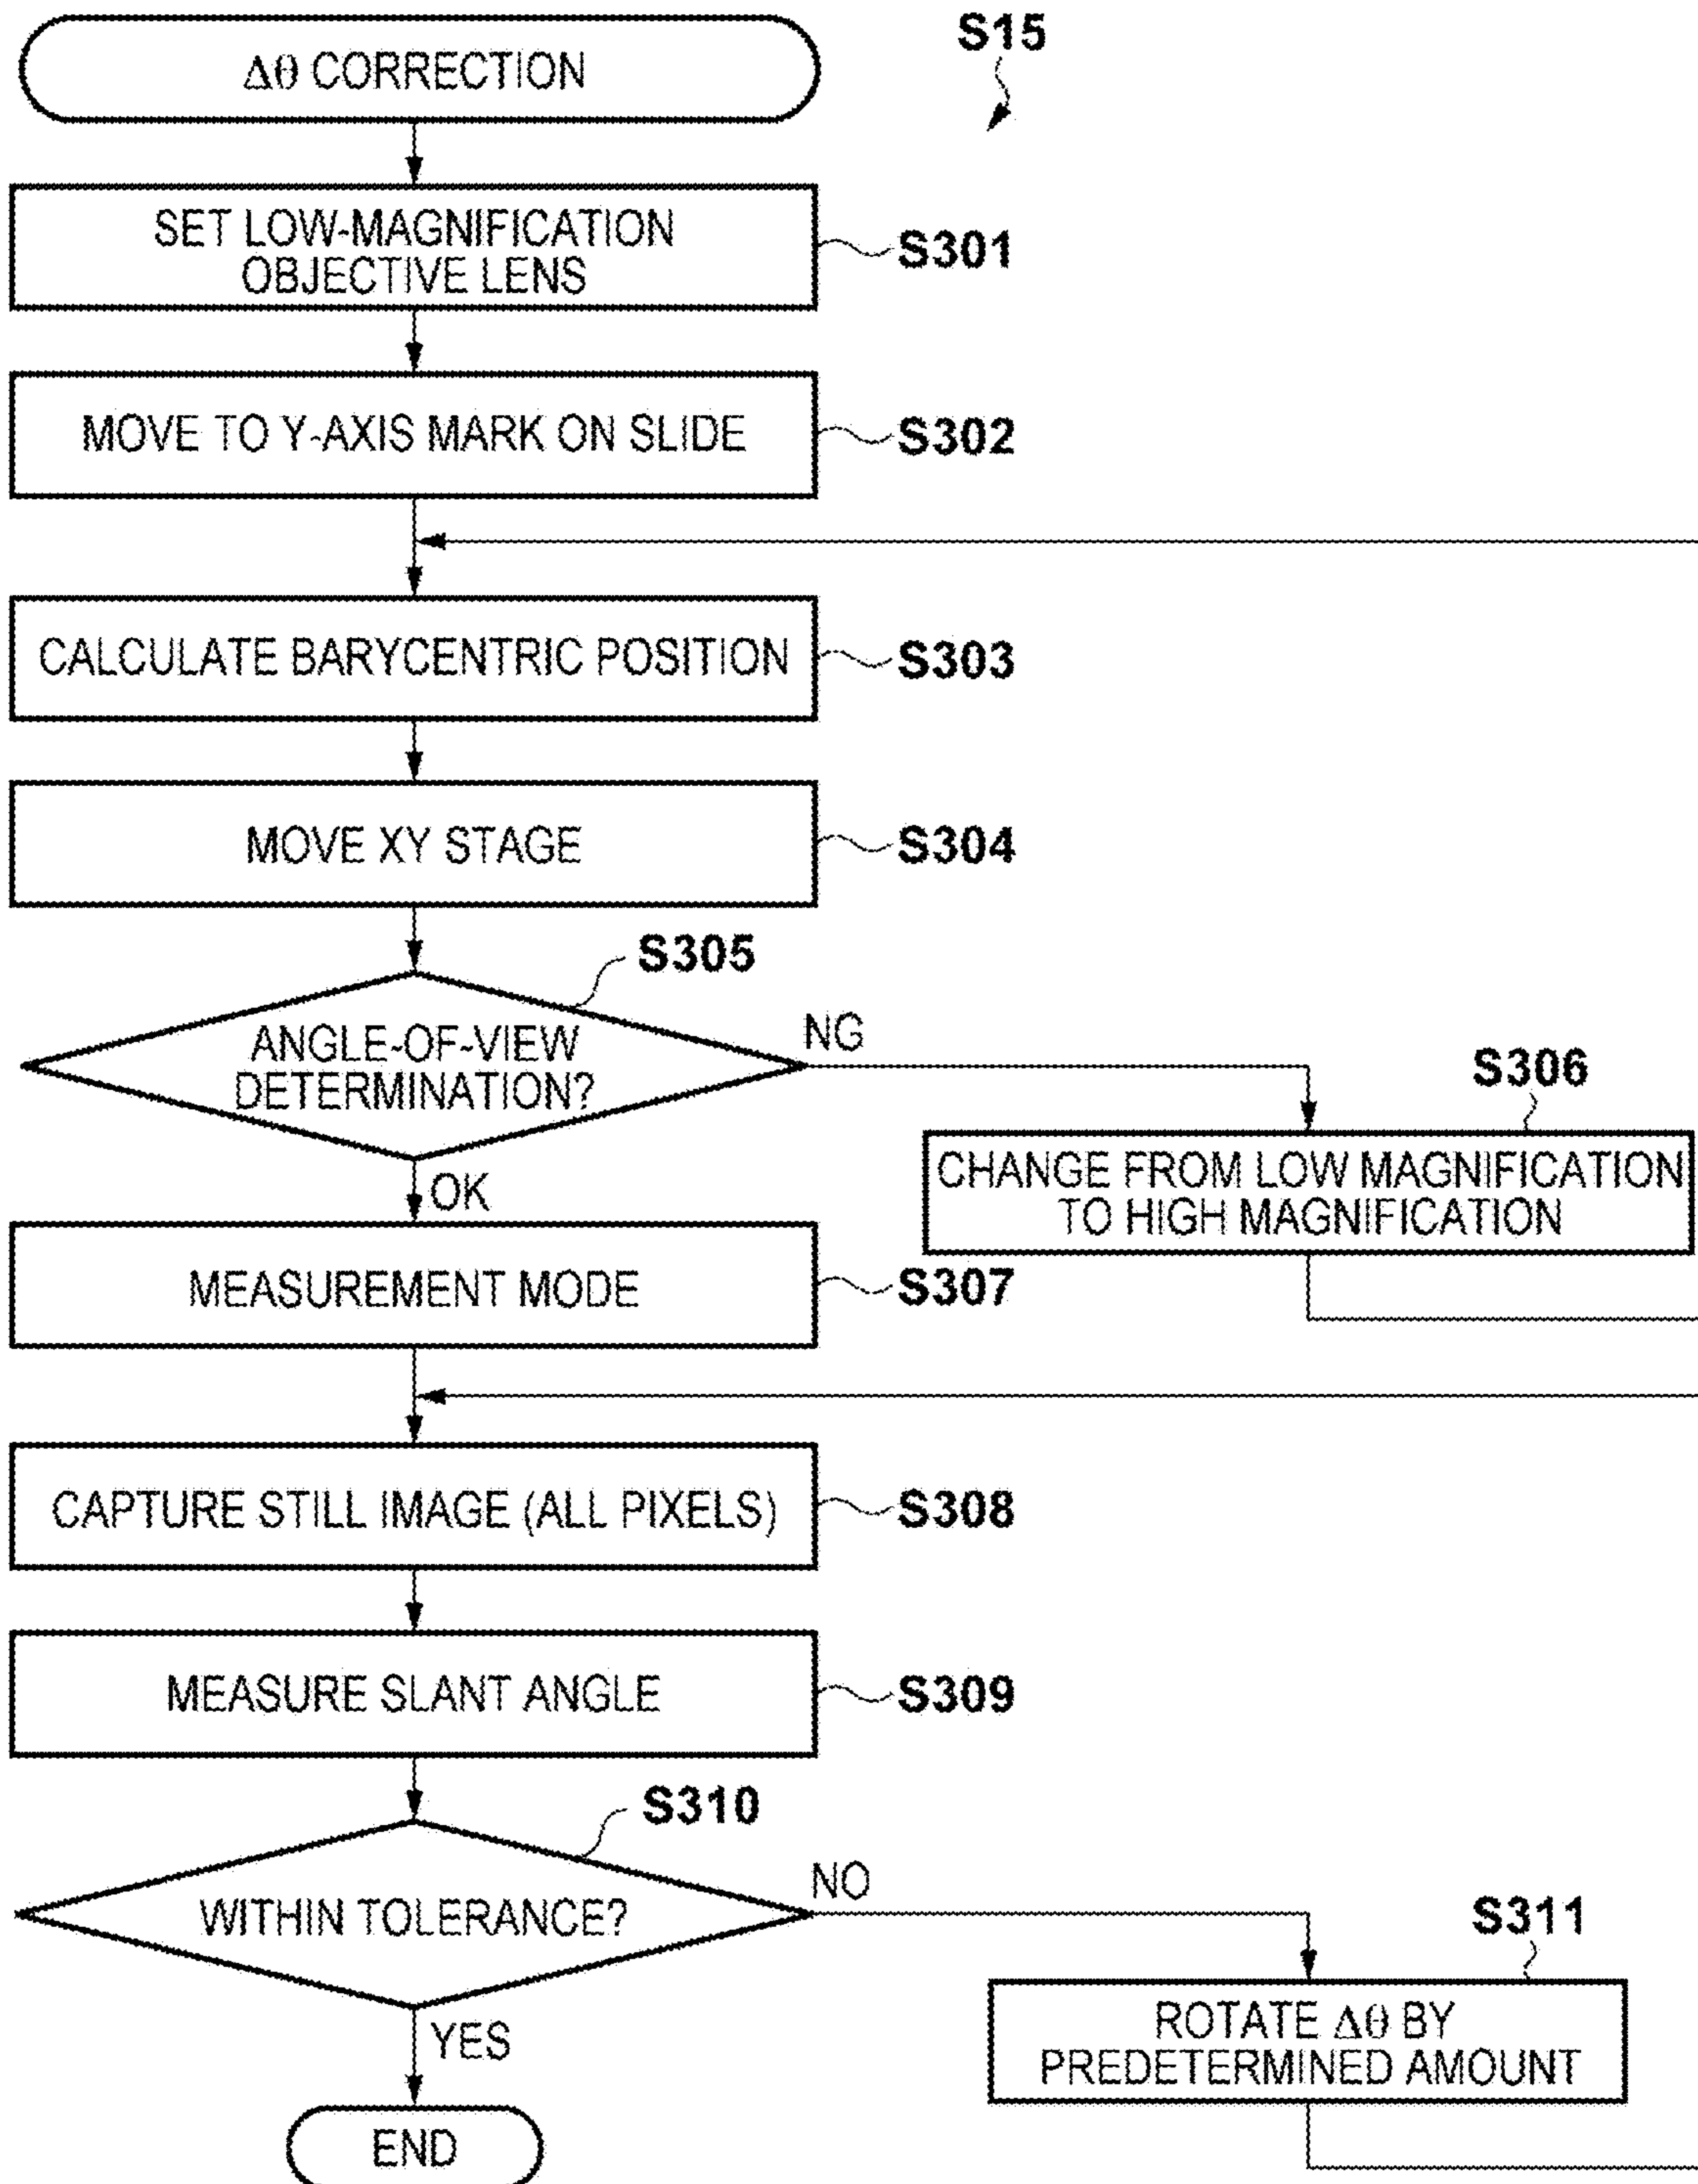 S15
Δθ CORRECTION
SET LOW-MAGNIFICATION
OBJECTIVE LENS
S301
MOVE TO Y-AXIS MARK ON SLIDE
S302
CALCULATE BARYCENTRIC POSITION
S303
MOVE XY STAGE
S304
S305
ANGLE-OF-VIEW
DETERMINATION?
NG
OK
S306
CHANGE FROM LOW MAGNIFICATION
TO HIGH MAGNIFICATION
MEASUREMENT MODE
S307
CAPTURE STILL IMAGE (ALL PIXELS)
S308
MEASURE SLANT ANGLE
S309
S310
WITHIN TOLERANCE?
NO
YES
S311
ROTATE Δθ BY
PREDETERMINED AMOUNT
END